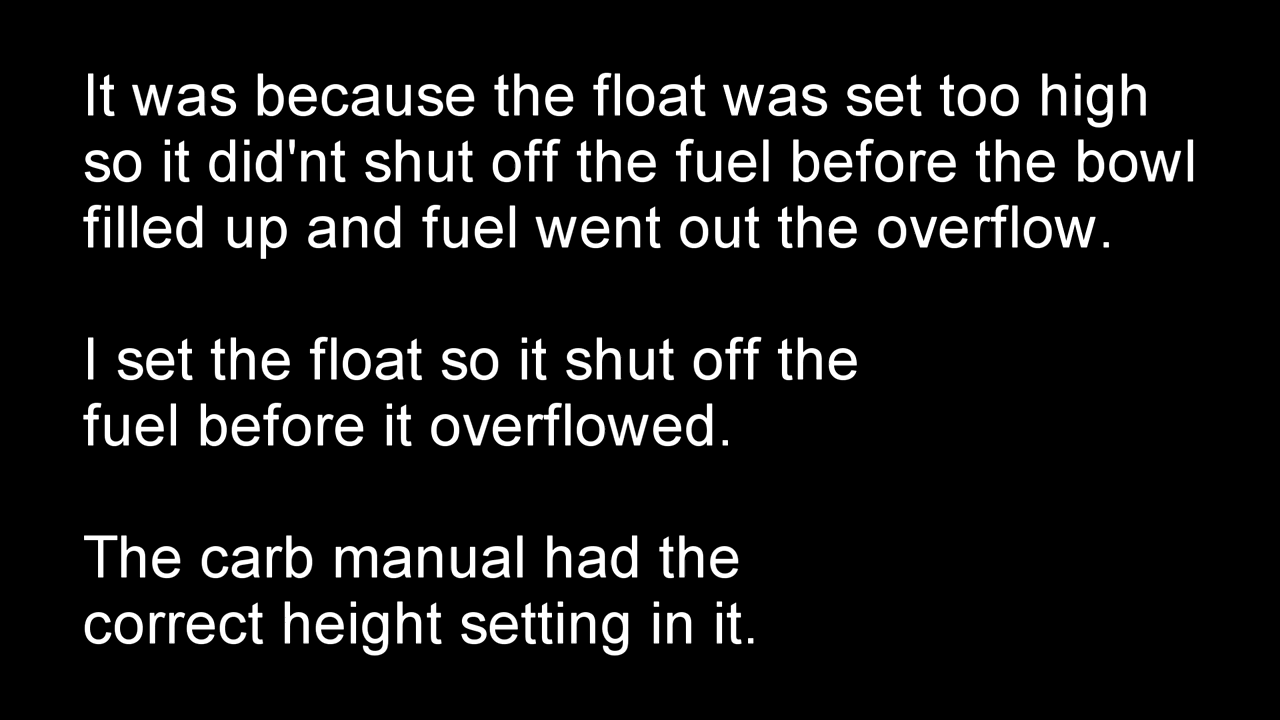 It was because the float was set too high
so it did'nt shut off the fuel before the bowl
filled up and fuel went out the overflow.
I set the float so it shut off the
fuel before it overflowed.
The carb manual had the
correct height setting in it.